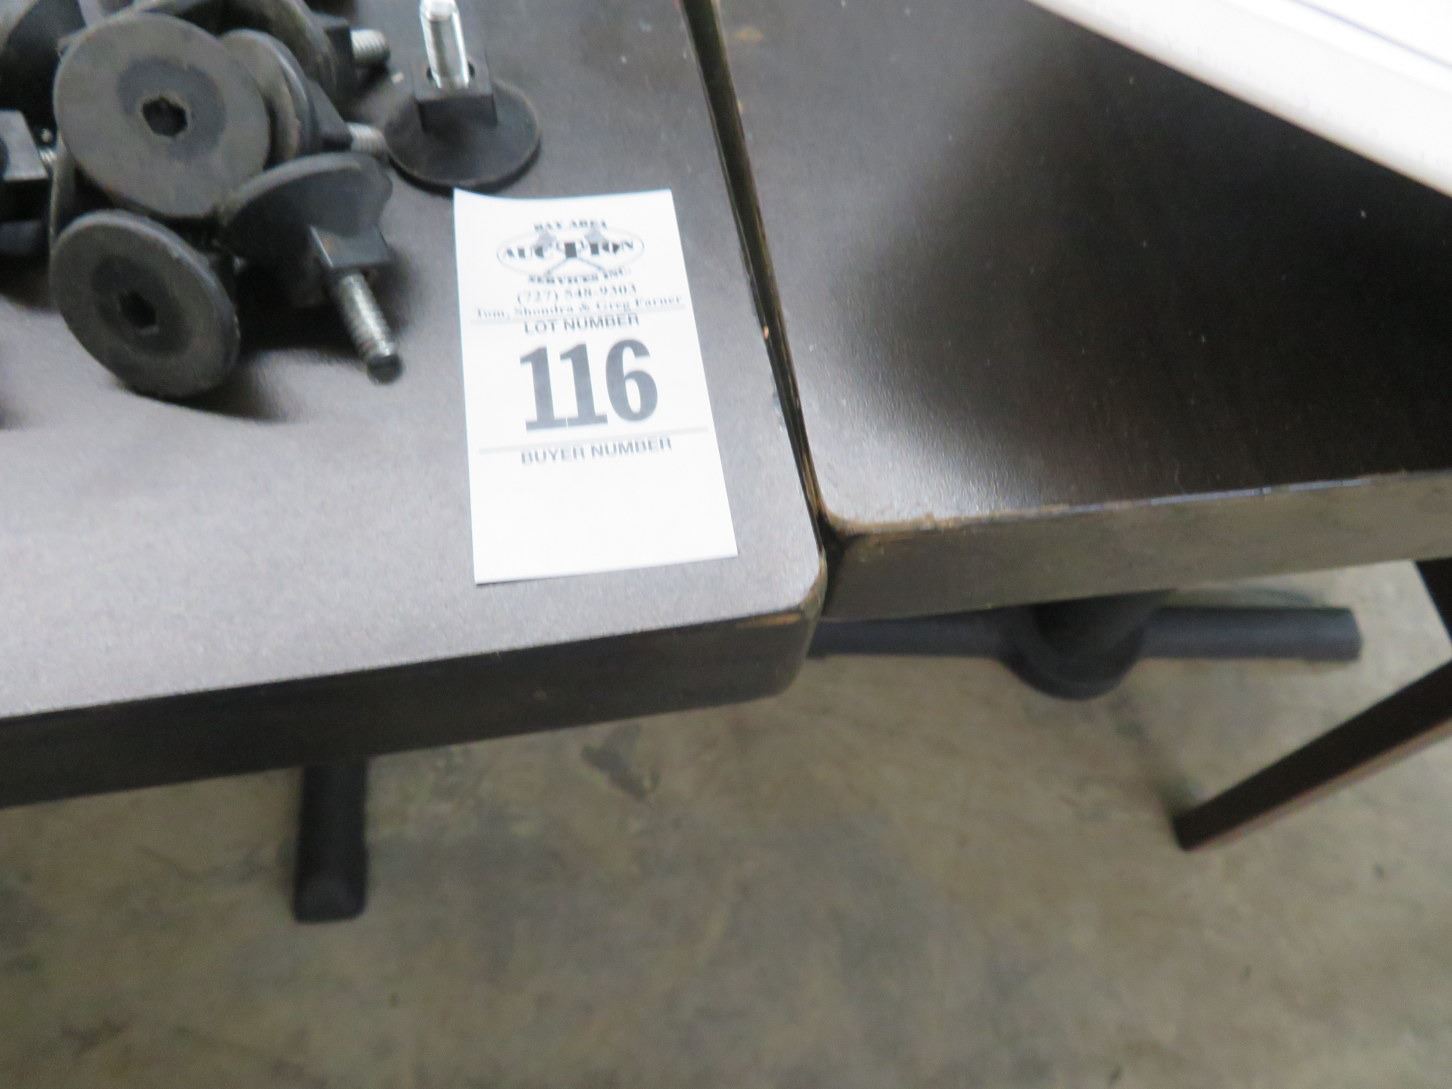 BAY AREA
AUCTION
SERVICES INC.
(727) 548-9303
Tom, Shondra & Greg Farner
LOT NUMBER
116
BUYER NUMBER